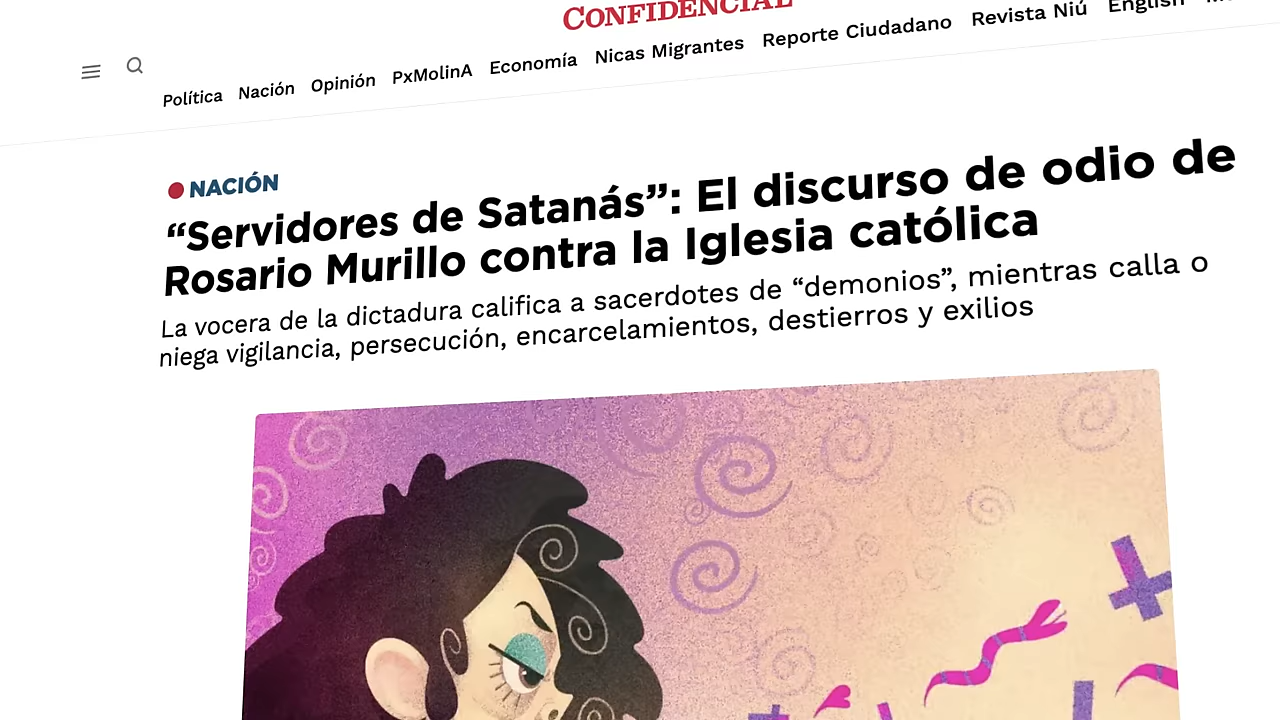 CONFIDENCIAL
Política Nación Opinión PxMolinA Economía Nicas Migrantes Reporte Ciudadano Revista Niú English
NACIÓN
“Servidores de Satanás”: El discurso de odio de
Rosario Murillo contra la Iglesia católica
La vocera de la dictadura califica a sacerdotes de “demonios”, mientras calla o
niega vigilancia, persecución, encarcelamientos, destierros y exilios